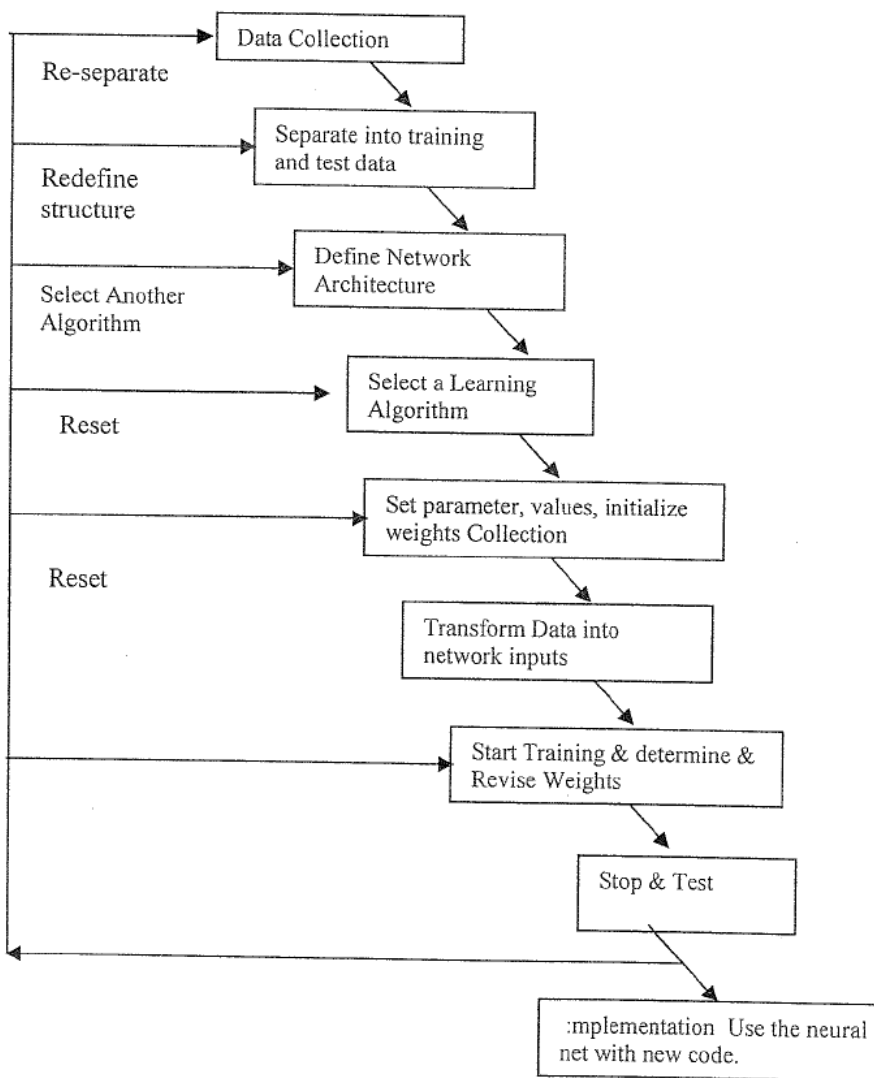 Data Collection
Re-separate
Separate into training
and test data
Redefine
structure
Define Network
Architecture
Select Another
Algorithm
Select a Learning
Algorithm
Reset
Set parameter, values, initialize
weights Collection
Reset
Transform Data into
network inputs
Start Training & determine &
Revise Weights
Stop & Test
:mplementation Use the neural
net with new code.